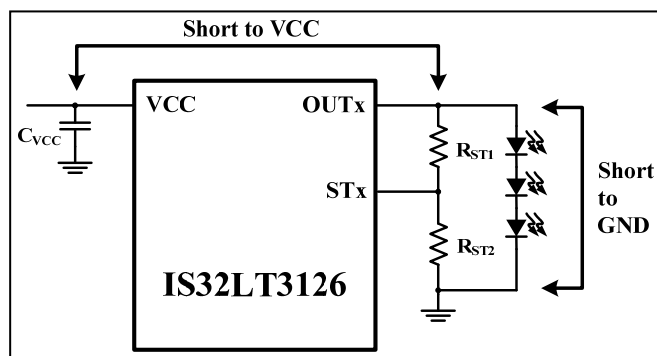 Short to VCC
VCC
OUTx
CVCC
RST1
Short
to
GND
STx
RST2
IS32LT3126